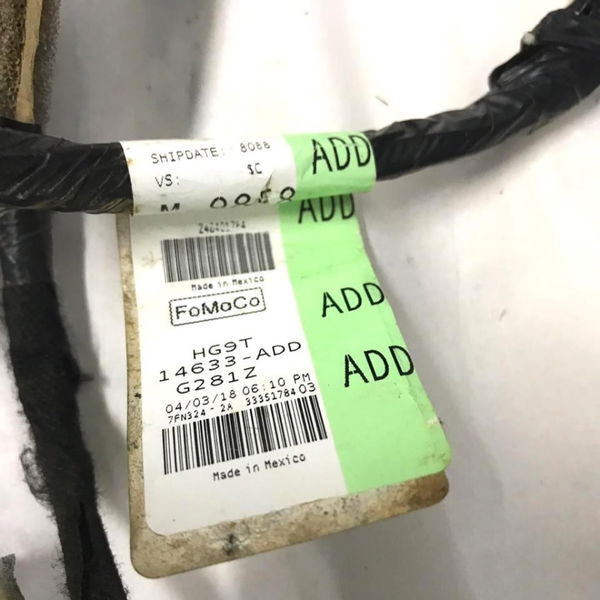 SHIPDATE: 8088 ADD
VS: SC
ADD
Made in Mexico
FoMoCo
ADD
HG9T
14633-ADD
G281Z
ADD
04/03/18 06:10 PM
7FN324 - 2A 3335178403
Made in Mexico